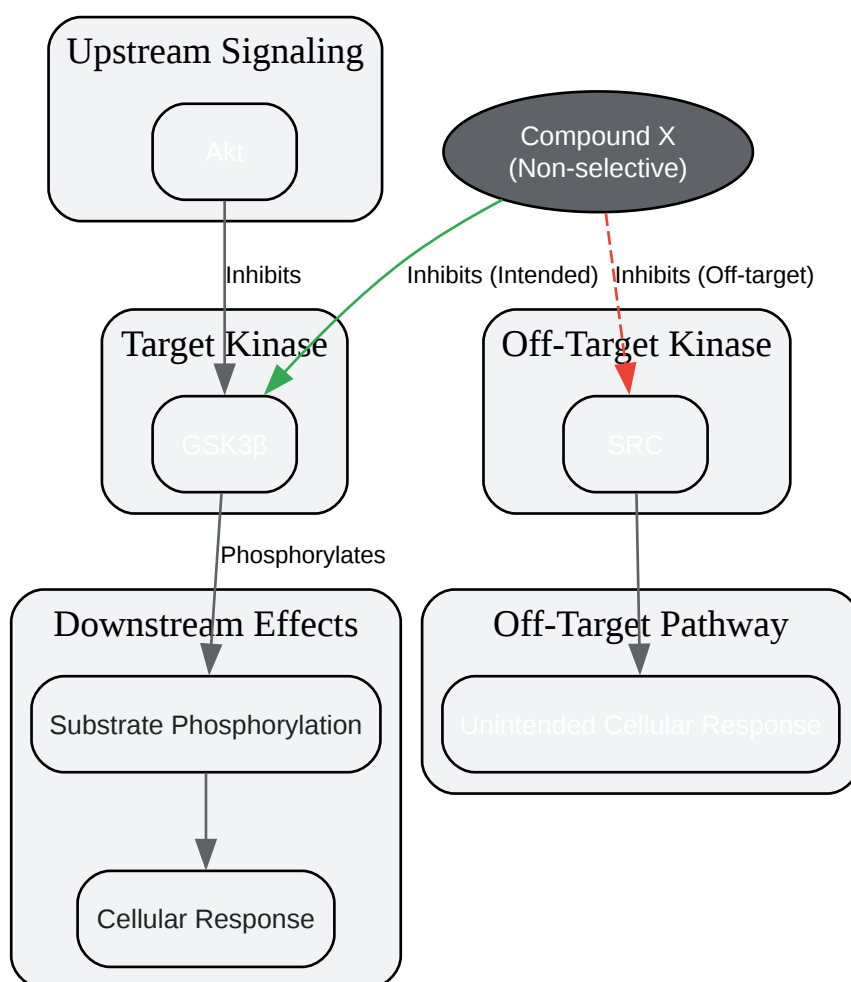 Upstream Signaling
Akt
Compound X
(Non-selective)
Inhibits
Inhibits (Intended)
Inhibits (Off-target)
Target Kinase
Off-Target Kinase
GSK3β
SRC
Phosphorylates
Downstream Effects
Off-Target Pathway
Substrate Phosphorylation
Unintended Cellular Response
Cellular Response